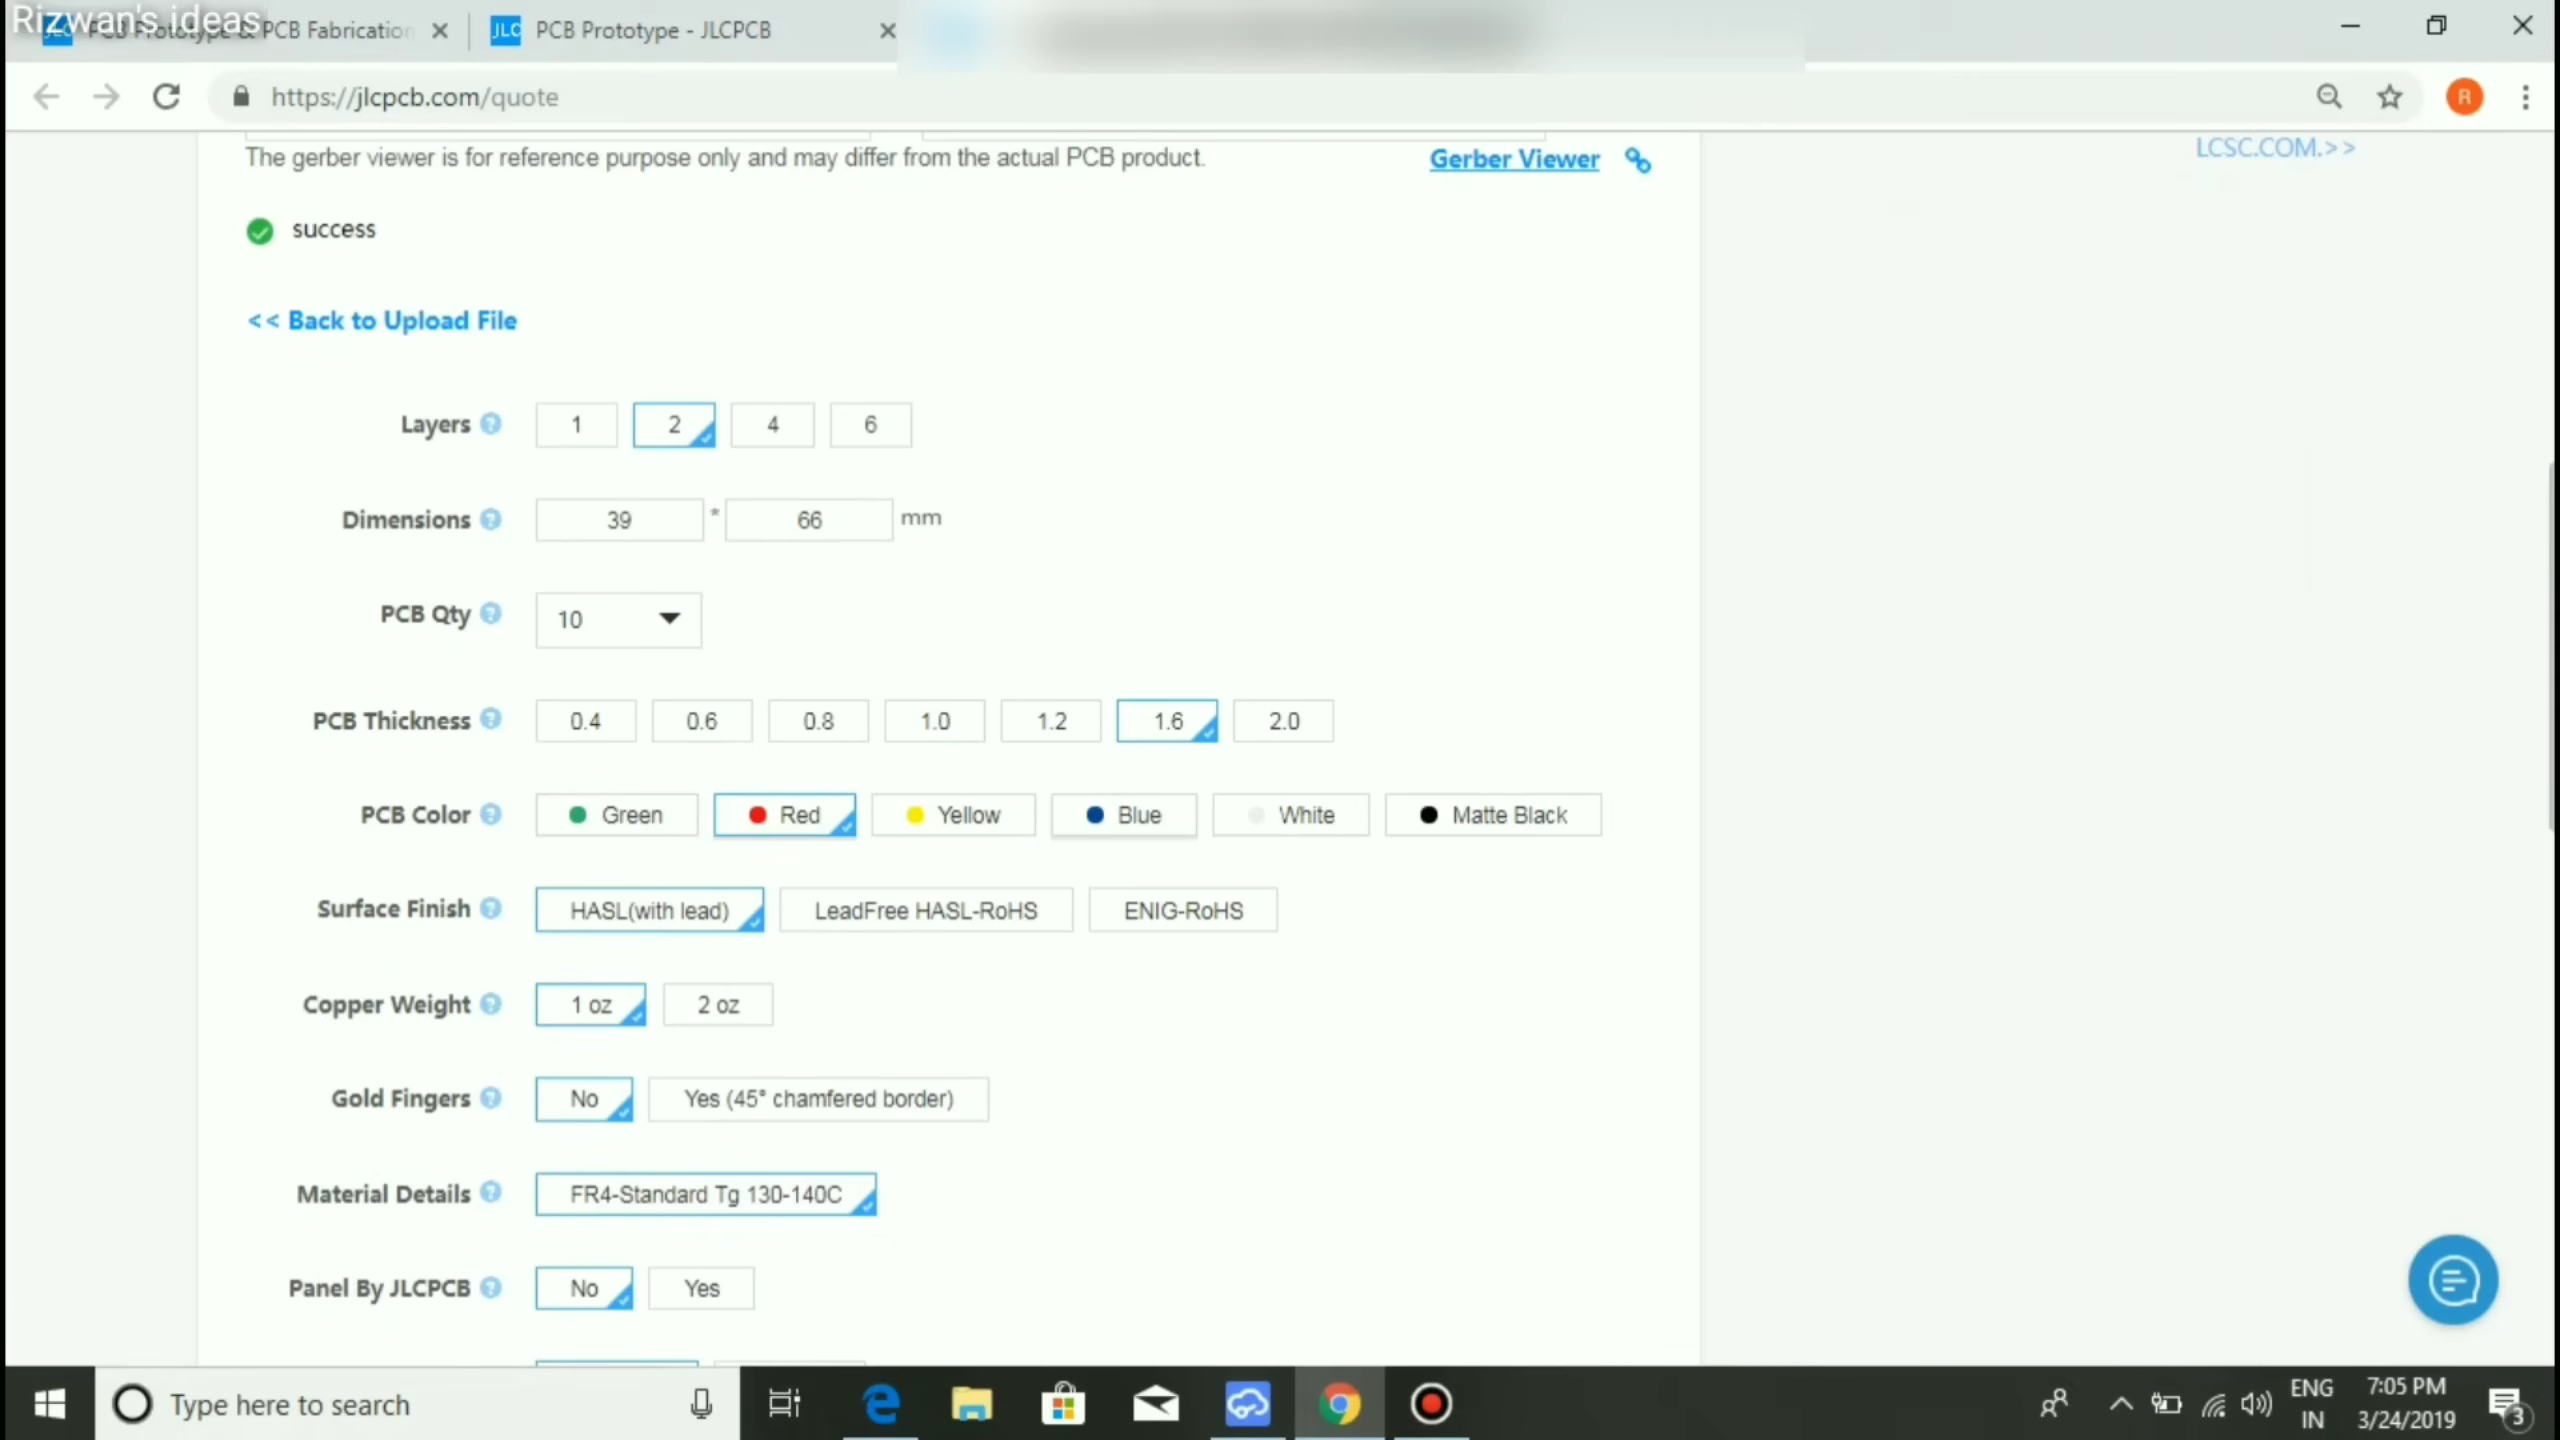 Rizwan's ideas
PCB Prototype & PCB Fabrication
JLC PCB Prototype - JLCPCB
https://jlcpcb.com/quote
R
The gerber viewer is for reference purpose only and may differ from the actual PCB product.
Gerber Viewer
LCSC.COM.>>
success
<< Back to Upload File
Layers ? 1 2 4 6
Dimensions ? 39 * 66 mm
PCB Qty ? 10
PCB Thickness ? 0.4 0.6 0.8 1.0 1.2 1.6 2.0
PCB Color ? Green Red Yellow Blue White Matte Black
Surface Finish ? HASL(with lead) LeadFree HASL-RoHS ENIG-RoHS
Copper Weight ? 1 oz 2 oz
Gold Fingers ? No Yes (45° chamfered border)
Material Details ? FR4-Standard Tg 130-140C
Panel By JLCPCB ? No Yes
Type here to search
ENG
IN
7:05 PM
3/24/2019
3